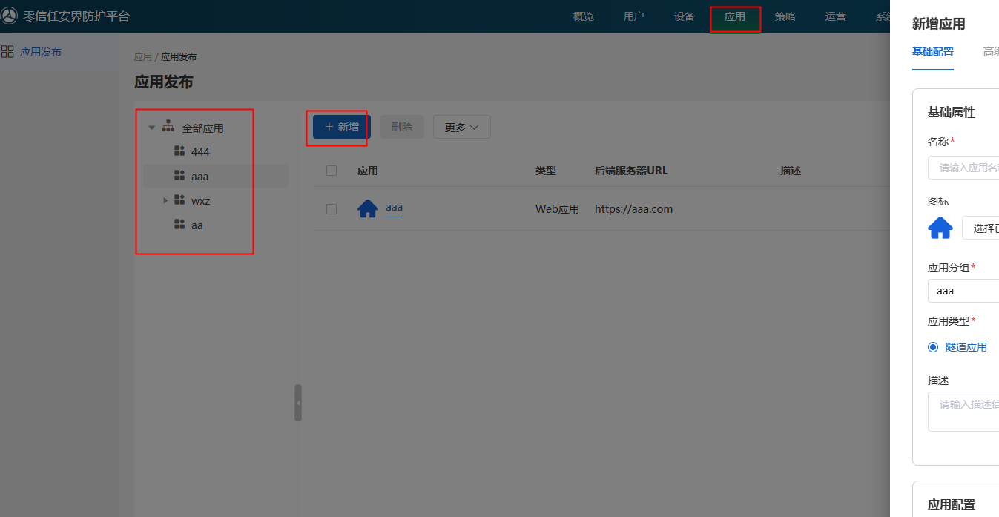 零信任安界防护平台
概览 用户 设备 应用 策略 运营 系
应用发布
应用 / 应用发布
应用发布
全部应用
444
aaa
wxz
aa
+ 新增 删除 更多
应用 类型 后端服务器URL 描述
aaa Web应用 https://aaa.com
新增应用
基础配置 高
基础属性
名称*
请输入应用名
图标
选择
应用分组*
aaa
应用类型*
隧道应用
描述
请输入描述信
应用配置